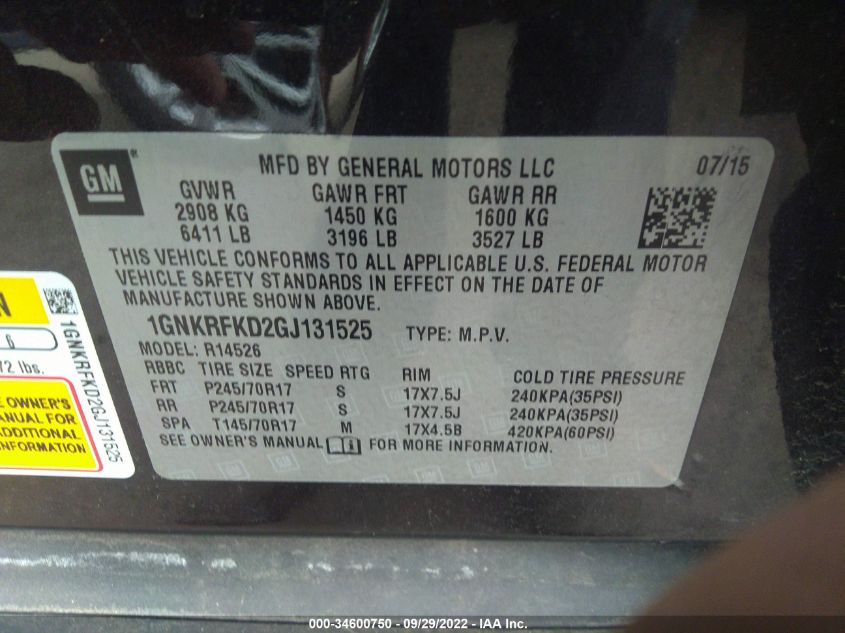 GM
MFD BY GENERAL MOTORS LLC 07/15
GVWR GAWR FRT GAWR RR
2908 KG 1450 KG 1600 KG
6411 LB 3196 LB 3527 LB
THIS VEHICLE CONFORMS TO ALL APPLICABLE U.S. FEDERAL MOTOR
VEHICLE SAFETY STANDARDS IN EFFECT ON THE DATE OF
MANUFACTURE SHOWN ABOVE.
1GNKRFKD2GJ131525 TYPE: M.P.V.
MODEL: R14526
RBBC TIRE SIZE SPEED RTG RIM COLD TIRE PRESSURE
FRT P245/70R17 S 17X7.5J 240KPA(35PSI)
RR P245/70R17 S 17X7.5J 240KPA(35PSI)
SPA T145/70R17 M 17X4.5B 420KPA(60PSI)
SEE OWNER'S MANUAL FOR MORE INFORMATION.
N
6
72 lbs.
E OWNER'S
ANUAL FOR
ADDITIONAL
NFORMATION
1GNKRFKD2GJ131525
000-34600750 - 09/29/2022 - IAA Inc.